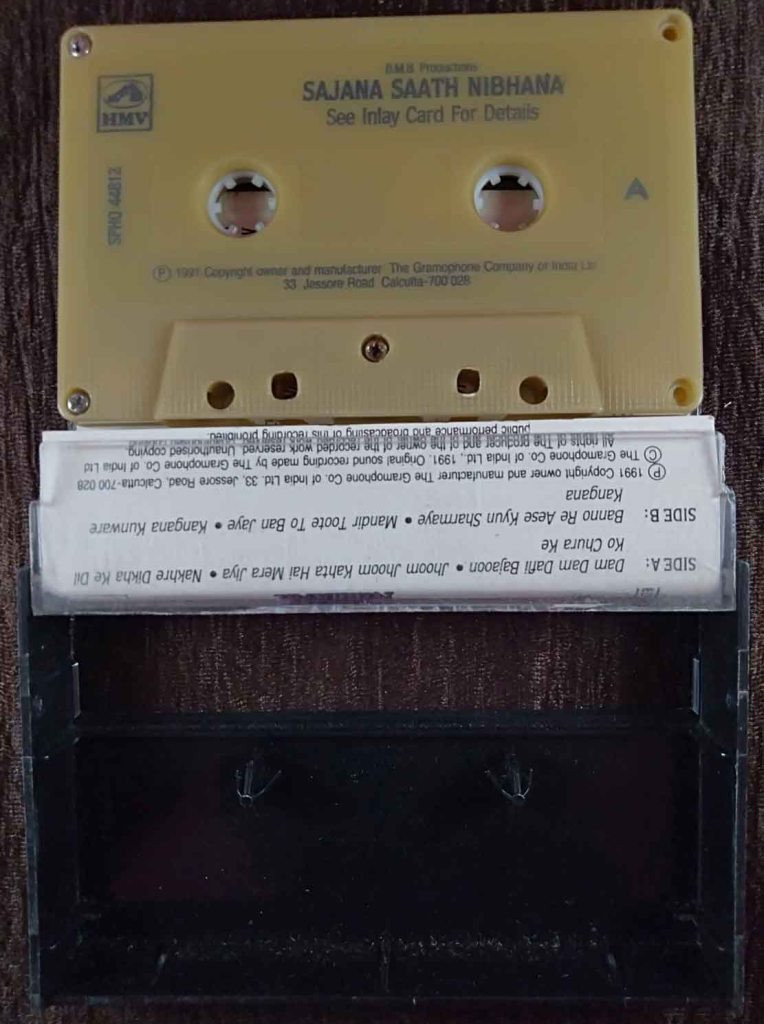 D.M.S. Productions
SAJANA SAATH NIBHANA
See Inlay Card For Details
HMV
SPHO 44812
A
Ⓟ 1991 Copyright owner and manufacturer The Gramophone Company of India Ltd
33 Jessore Road Calcutta-700 028
SIDE A: Dam Dam Dafli Bajaoon • Jhoom Jhoom Kahta Hai Mera Jiya • Nakhre Dikha Ke Dil
Ko Chura Ke
SIDE B: Banno Re Aese Kyun Sharmaye • Mandir Toote To Ban Jaye • Kangana Kunware
Kangana
Ⓟ 1991 Copyright owner and manufacturer The Gramophone Co. of India Ltd. 33, Jessore Road, Calcutta-700 028
© The Gramophone Co. of India Ltd., 1991. Original sound recording made by The Gramophone Co. of India Ltd
All rights of The producer and of the owner of the recorded work reserved. Unauthorised copying
public performance and broadcasting of this recording prohibited.